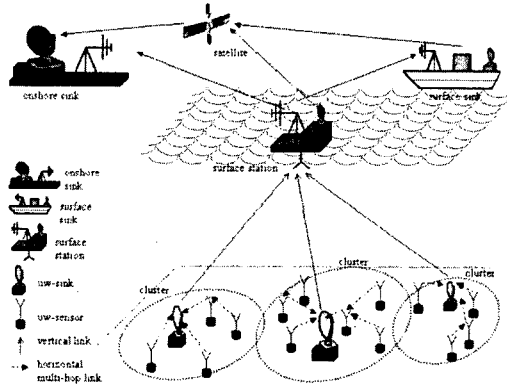 satellite
onshore sink
surface sink
surface station
onshore
sink
surface
sink
surface
station
uw-sink
uw-sensor
vertical link
horizontal
multi-hop link
cluster
cluster
cluster